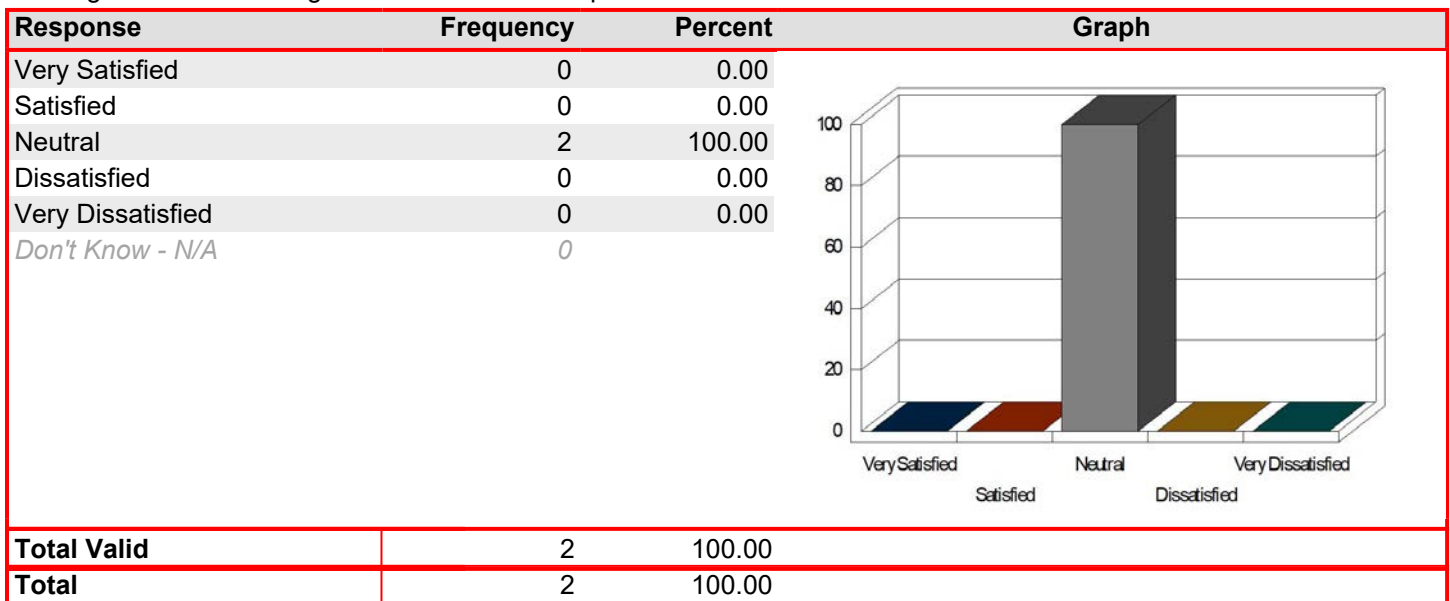 Response Frequency Percent Graph
Very Satisfied 0 0.00
Satisfied 0 0.00
Neutral 2 100.00
Dissatisfied 0 0.00
Very Dissatisfied 0 0.00
Don't Know - N/A 0
100
80
60
40
20
0
Very Satisfied Neutral Very Dissatisfied
Satisfied Dissatisfied
Total Valid 2 100.00
Total 2 100.00